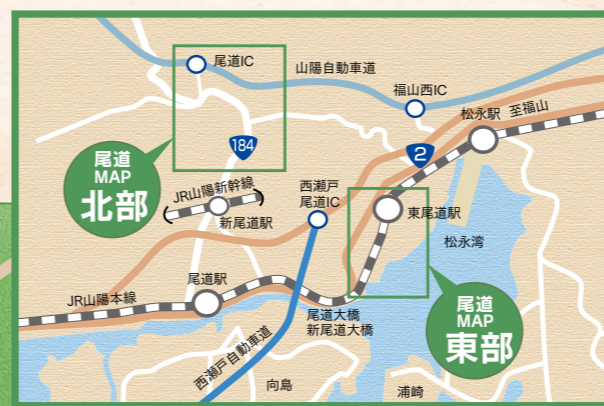 尾道IC
山陽自動車道
福山西IC
松永駅
至福山
184
2
尾道
MAP
北部
JR山陽新幹線
新尾道駅
西瀬戸
尾道IC
東尾道駅
松永湾
尾道駅
JR山陽本線
尾道大橋
新尾道大橋
尾道
MAP
東部
西瀬戸自動車道
向島
浦崎